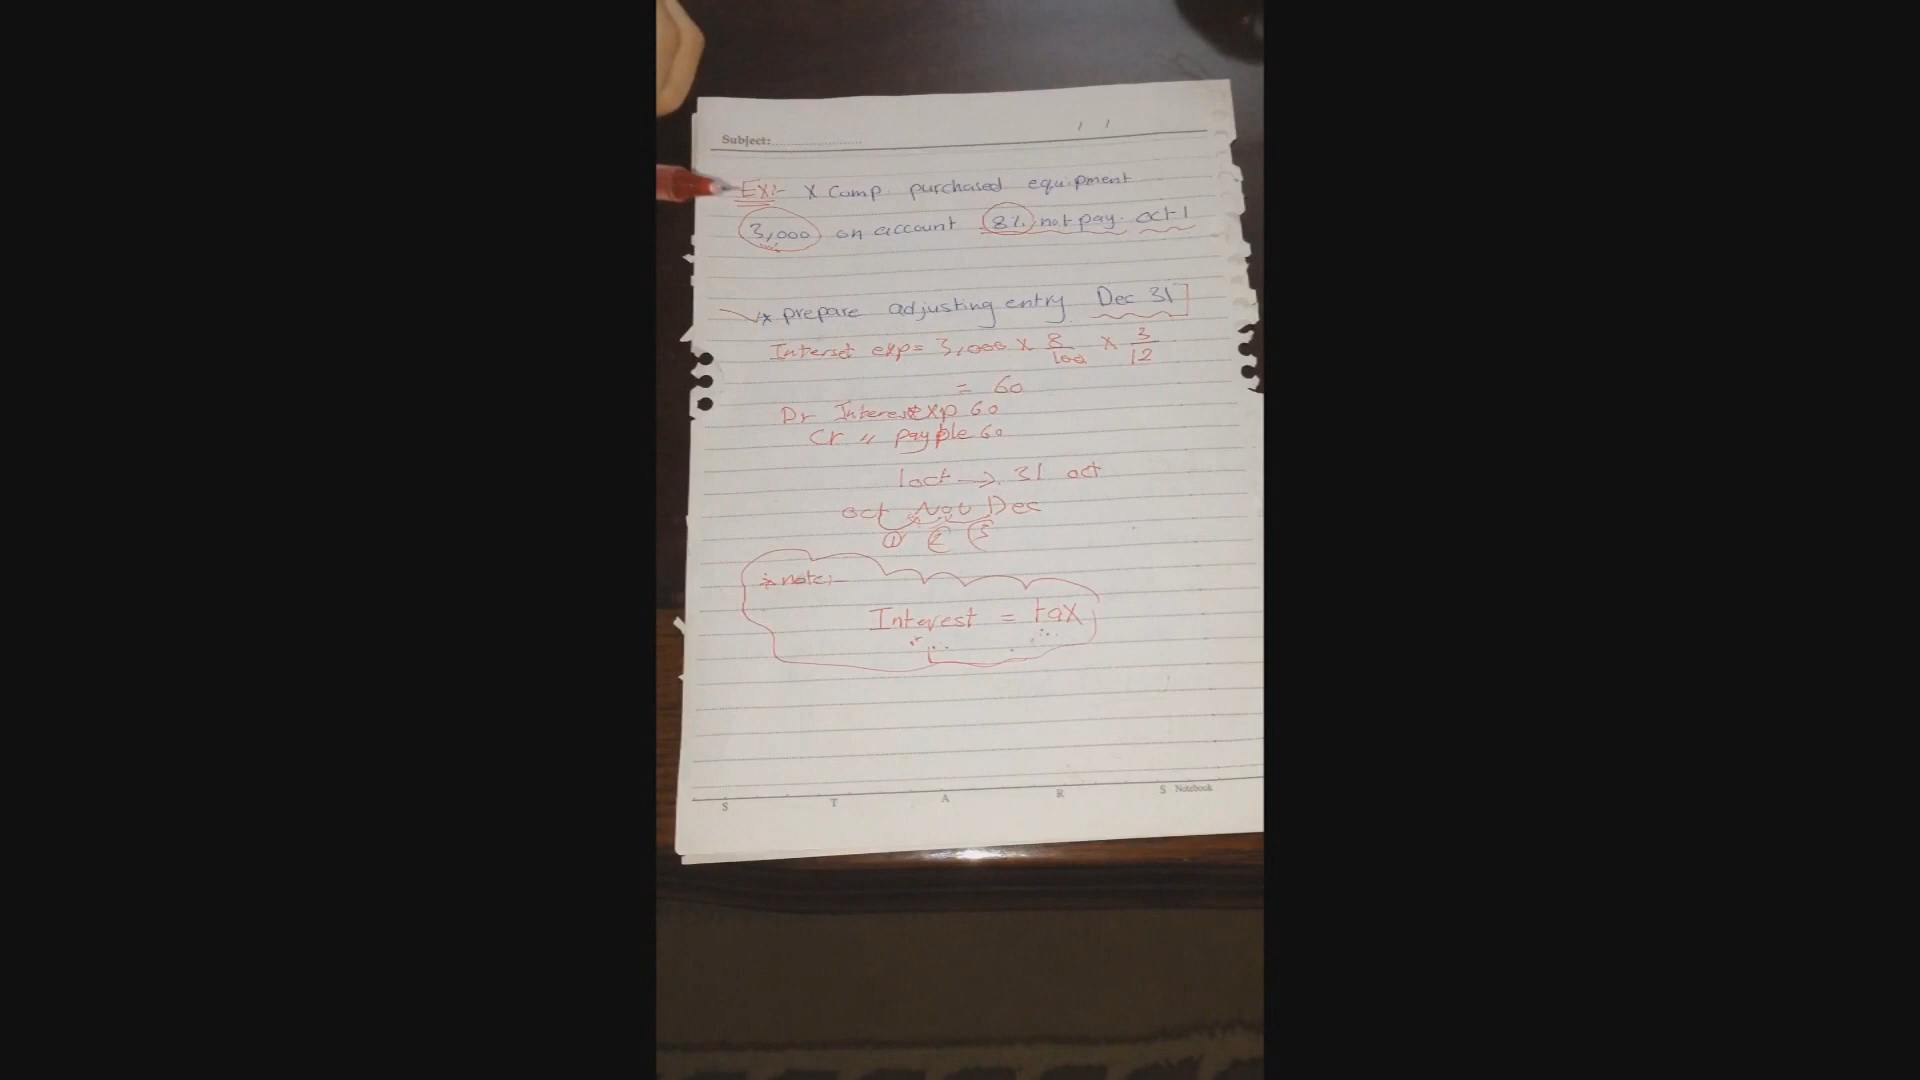 Subject:......................... / /
Ex:- X Comp. purchased equipment
3,000 on account 8% not pay. oct 1
* prepare adjusting entry Dec 31
Interset exp = 3,000 x 8/100 x 3/12
= 60
Dr Interest exp 60
Cr " payple 60
1 oct → 31 oct
oct Nov Dec
① ② ③
* note:-
Interest = tax
S T A R S Notebook